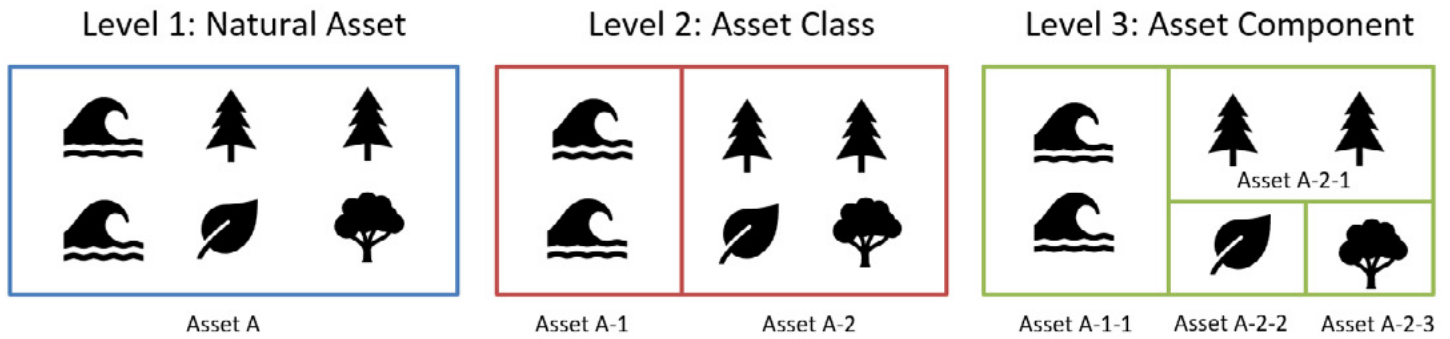 Level 1: Natural Asset
Level 2: Asset Class
Level 3: Asset Component
Asset A-2-1
Asset A
Asset A-1
Asset A-2
Asset A-1-1
Asset A-2-2
Asset A-2-3